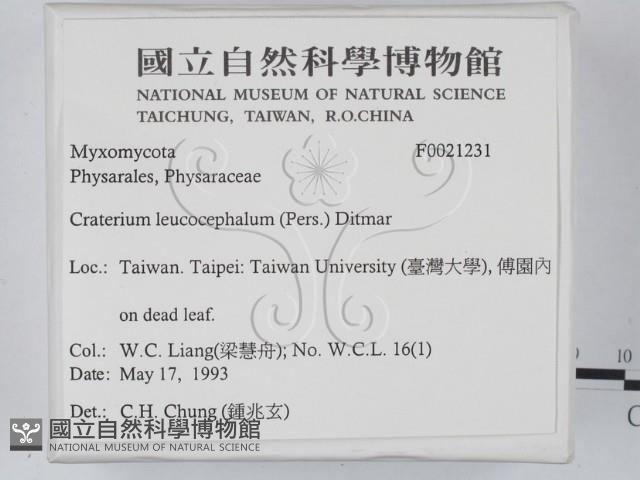 國立自然科學博物館
NATIONAL MUSEUM OF NATURAL SCIENCE
TAICHUNG, TAIWAN, R.O.CHINA
Myxomycota F0021231
Physarales, Physaraceae
Craterium leucocephalum (Pers.) Ditmar
Loc.: Taiwan. Taipei: Taiwan University (臺灣大學), 傅園內
on dead leaf.
Col.: W.C. Liang(梁慧舟); No. W.C.L. 16(1)
Date: May 17, 1993
Det.: C.H. Chung (鍾兆玄)
國立自然科學博物館
NATIONAL MUSEUM OF NATURAL SCIENCE
10